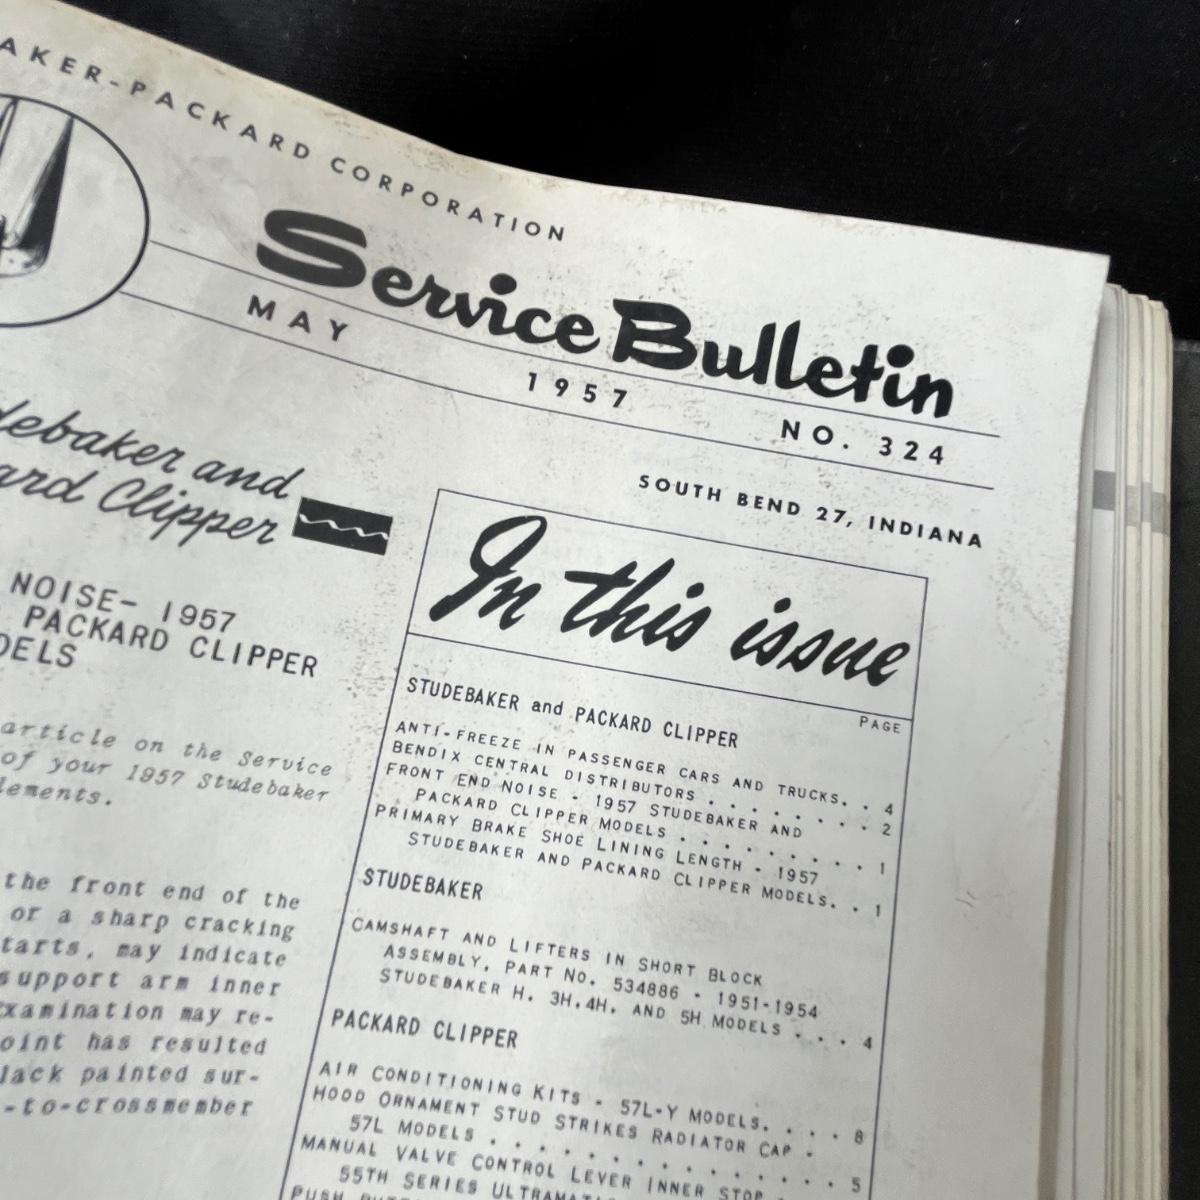 AKER-PACKARD CORPORATION
Service Bulletin
MAY 1957 NO. 324
SOUTH BEND 27, INDIANA
debaker and
ard Clipper
NOISE- 1957
PACKARD CLIPPER
DELS
article on the Service
of your 1957 Studebaker
lements.
the front end of the
or a sharp cracking
tarts, may indicate
support arm inner
xamination may re-
oint has resulted
lack painted sur-
-to-crossmember
In this issue
PAGE
STUDEBAKER and PACKARD CLIPPER
ANTI-FREEZE IN PASSENGER CARS AND TRUCKS. . 4
BENDIX CENTRAL DISTRIBUTORS . . . . . . . . 2
FRONT END NOISE - 1957 STUDEBAKER AND
PACKARD CLIPPER MODELS . . . . . . . . . 1
PRIMARY BRAKE SHOE LINING LENGTH - 1957
STUDEBAKER AND PACKARD CLIPPER MODELS. . 1
STUDEBAKER
CAMSHAFT AND LIFTERS IN SHORT BLOCK
ASSEMBLY, PART NO. 534886 - 1951-1954
STUDEBAKER H, 3H,4H, AND 5H MODELS . . . 4
PACKARD CLIPPER
AIR CONDITIONING KITS - 57L-Y MODELS. . . . 8
HOOD ORNAMENT STUD STRIKES RADIATOR CAP -
57L MODELS . . . . . . . . . . . . . . . 5
MANUAL VALVE CONTROL LEVER INNER STOP -
55TH SERIES ULTRAMATI
PUSH